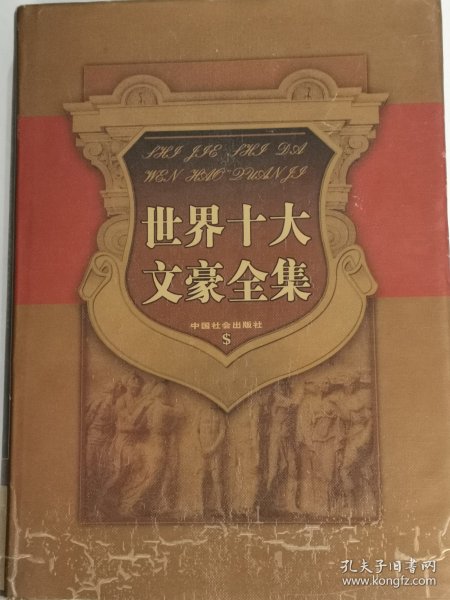 SHI JIE SHI DA
WEN HAO QUAN JI
世界十大
文豪全集
中国社会出版社
$
孔夫子旧书网
www.kongfz.com